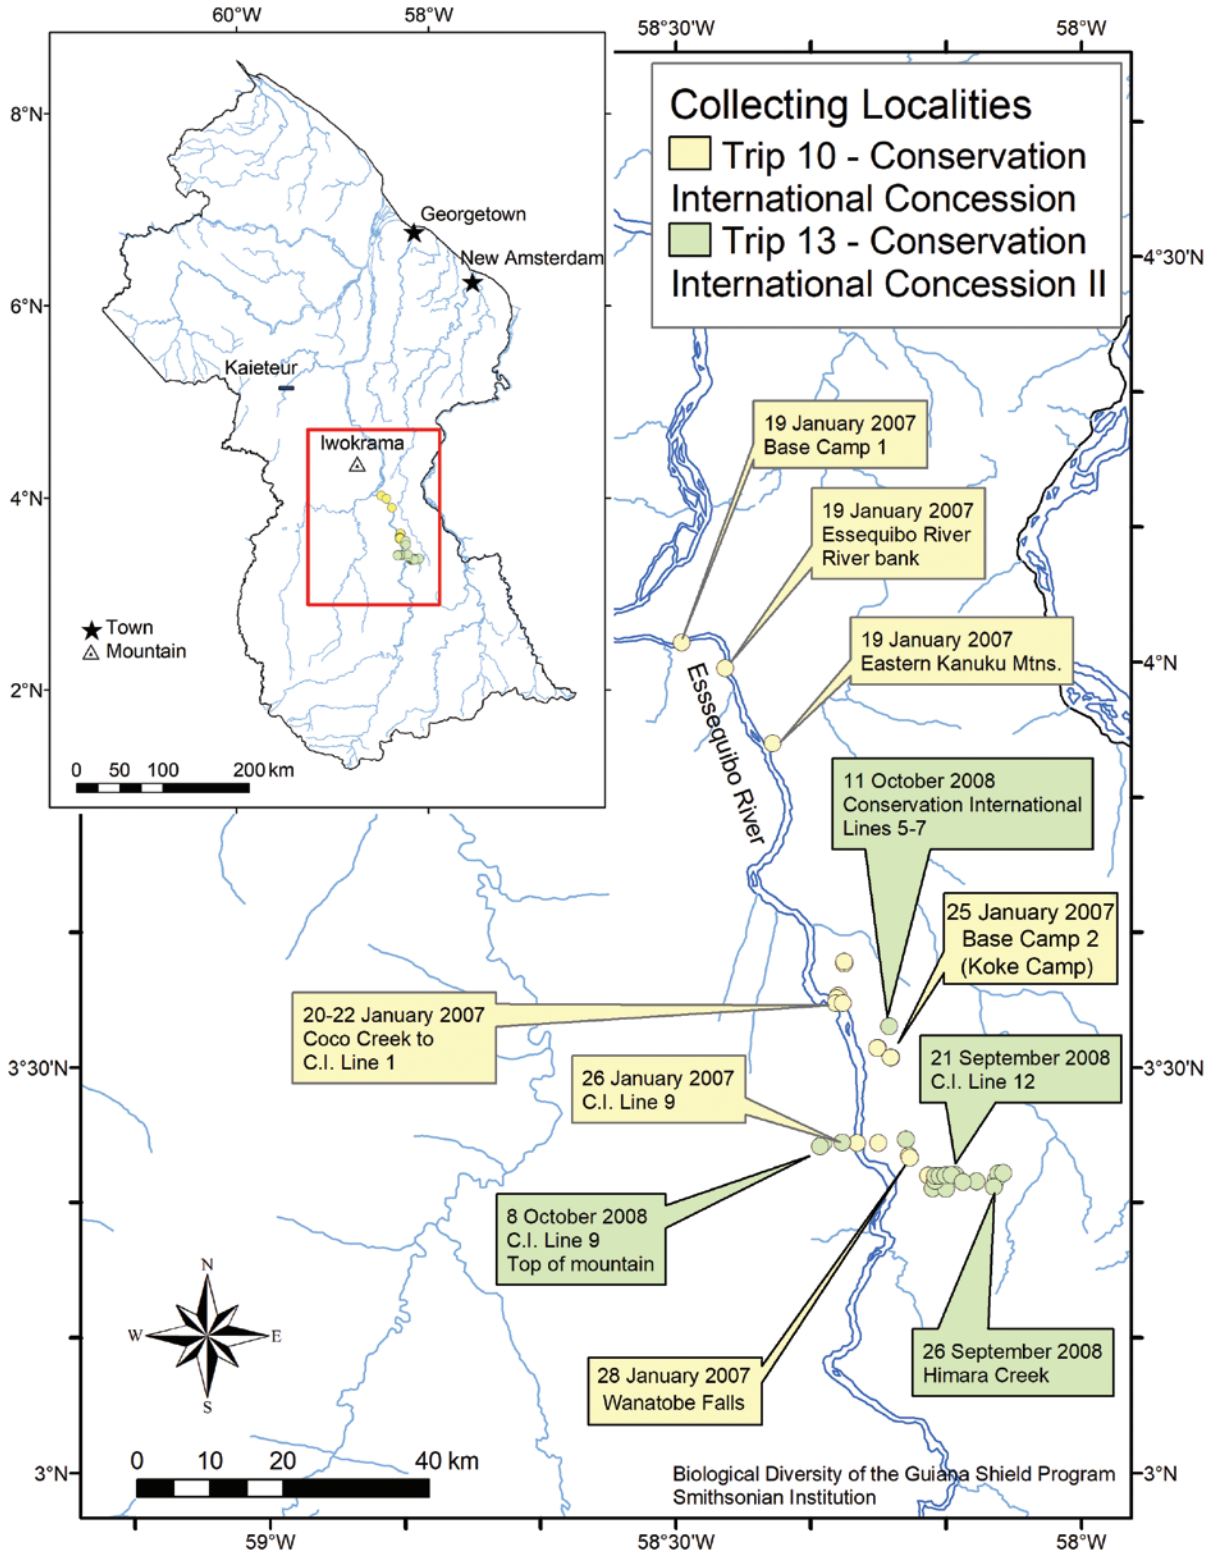 60°W
58°W
58°30'W
58°W
8°N
6°N
4°N
2°N
Georgetown
New Amsterdam
Kaieteur
Iwokrama
Town
Mountain
0 50 100 200 km
Collecting Localities
Trip 10 - Conservation
International Concession
Trip 13 - Conservation
International Concession II
4°30'N
19 January 2007
Base Camp 1
19 January 2007
Essequibo River
River bank
19 January 2007
Eastern Kanuku Mtns.
4°N
Esssequibo River
11 October 2008
Conservation International
Lines 5-7
25 January 2007
Base Camp 2
(Koke Camp)
20-22 January 2007
Coco Creek to
C.I. Line 1
3°30'N
26 January 2007
C.I. Line 9
21 September 2008
C.I. Line 12
3°30'N
8 October 2008
C.I. Line 9
Top of mountain
N
W
E
S
28 January 2007
Wanatobe Falls
26 September 2008
Himara Creek
0 10 20 40 km
3°N
Biological Diversity of the Guiana Shield Program
Smithsonian Institution
3°N
59°W
58°30'W
58°W